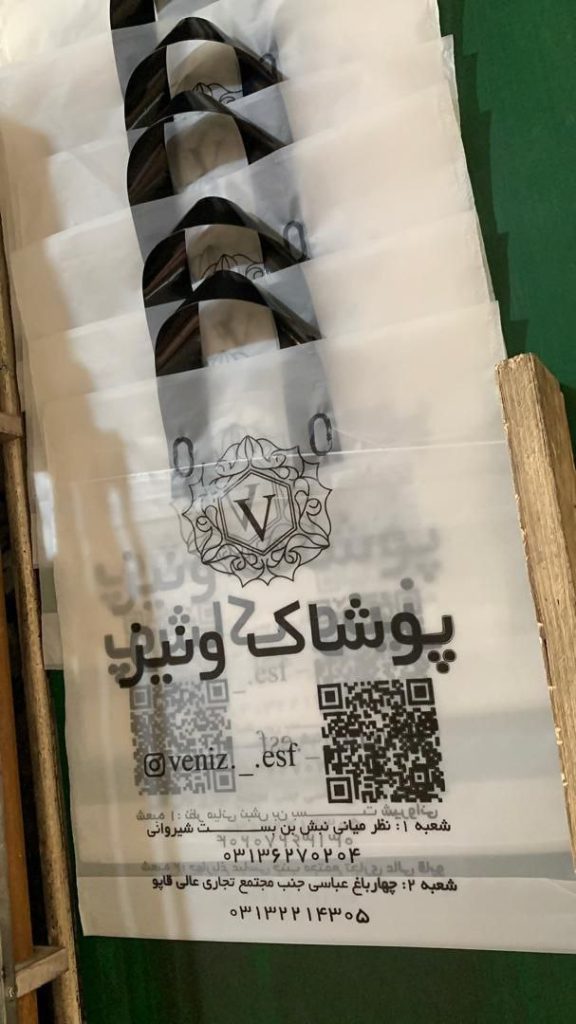 V
پوشاک ونیز
veniz._.esf
شعبه ۱: نظر میانی نبش بن بست شیروانی
۰۳۱۳۶۲۷۰۲۰۴
شعبه ۲: چهارباغ عباسی جنب مجتمع تجاری عالی قاپو
۰۳۱۳۲۲۱۴۳۰۵